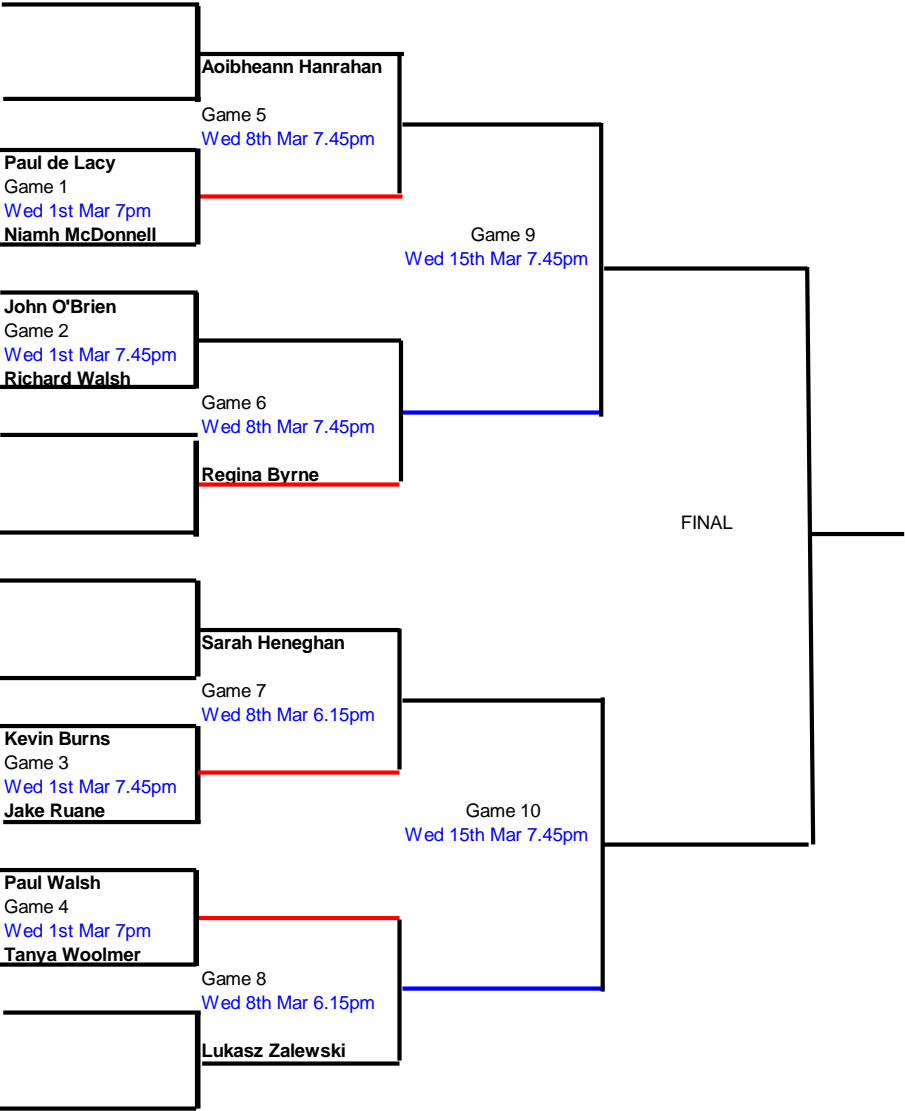 Aoibheann Hanrahan
Game 5
Wed 8th Mar 7.45pm
Paul de Lacy
Game 1
Wed 1st Mar 7pm
Niamh McDonnell
Game 9
Wed 15th Mar 7.45pm
John O'Brien
Game 2
Wed 1st Mar 7.45pm
Richard Walsh
Game 6
Wed 8th Mar 7.45pm
Regina Byrne
FINAL
Sarah Heneghan
Game 7
Wed 8th Mar 6.15pm
Kevin Burns
Game 3
Wed 1st Mar 7.45pm
Jake Ruane
Game 10
Wed 15th Mar 7.45pm
Paul Walsh
Game 4
Wed 1st Mar 7pm
Tanya Woolmer
Game 8
Wed 8th Mar 6.15pm
Lukasz Zalewski